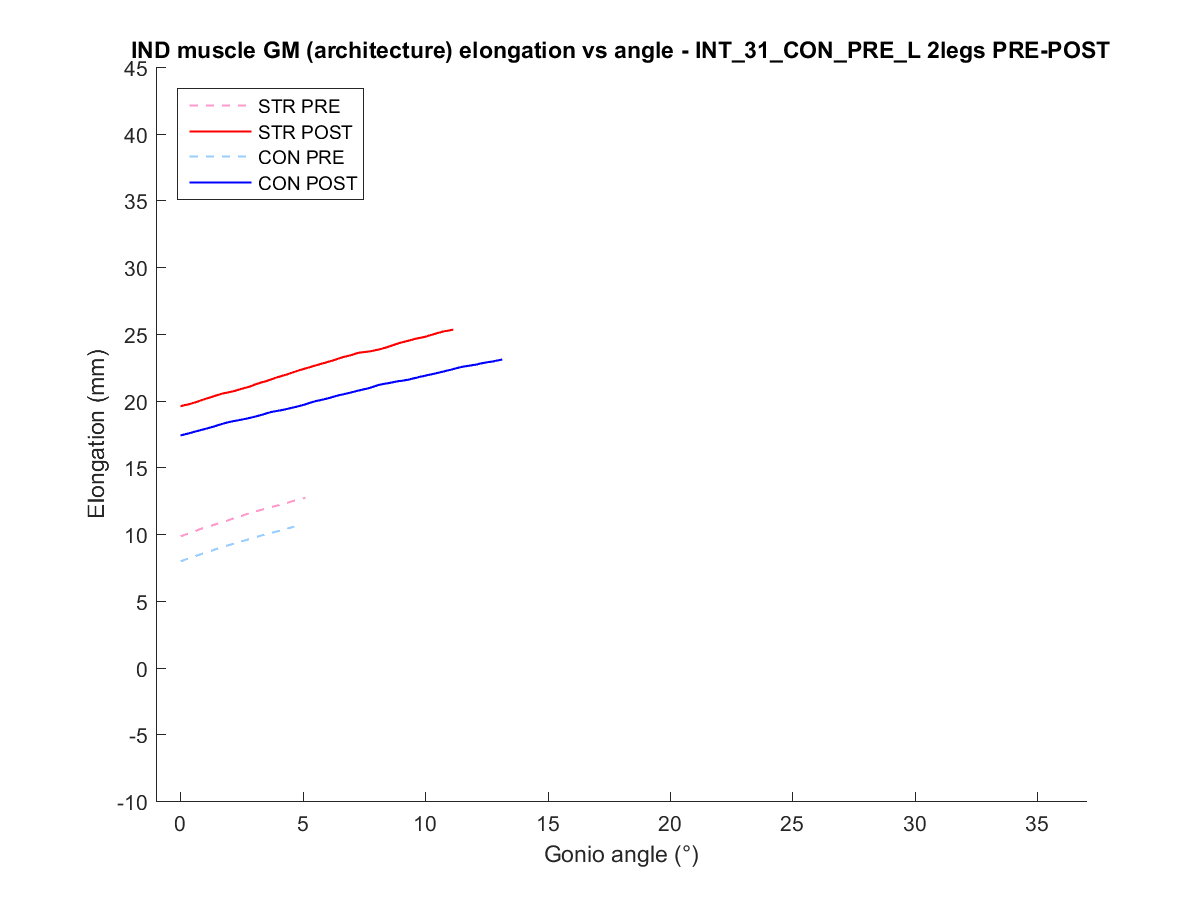 IND muscle GM (architecture) elongation vs angle - INT_31_CON_PRE_L 2legs PRE-POST
STR PRE
STR POST
CON PRE
CON POST
45
40
35
30
25
20
15
10
5
0
-5
-10
Elongation (mm)
0 5 10 15 20 25 30 35
Gonio angle (°)